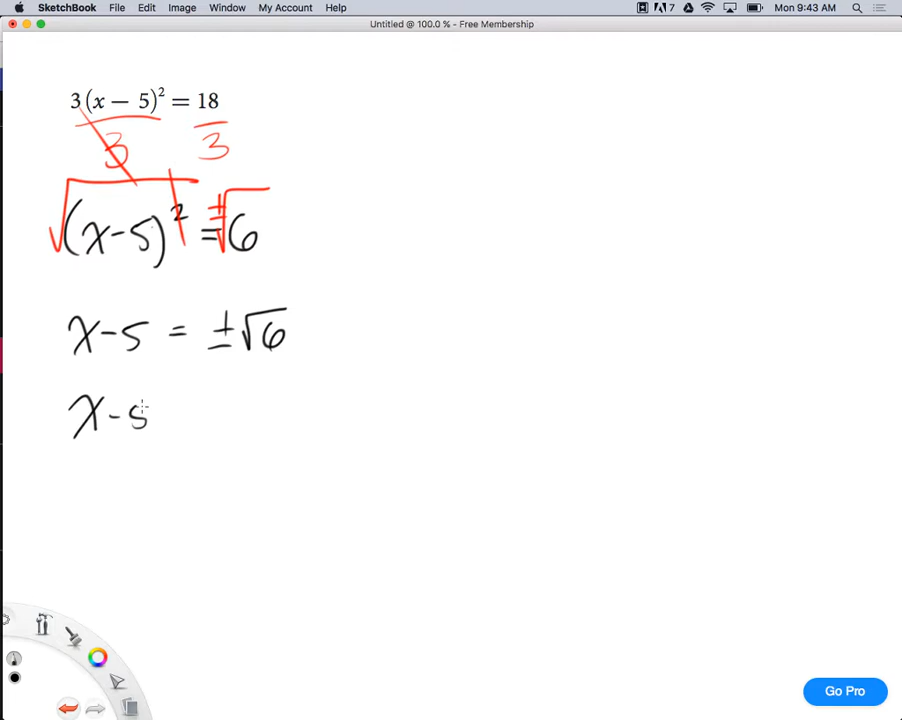 SketchBook File Edit Image Window My Account Help 7 Mon 9:43 AM
Untitled @ 100.0 % - Free Membership
3(x − 5)² = 18
3 3
√(x-5)² = ±√6
x-5 = ±√6
x-5
Go Pro